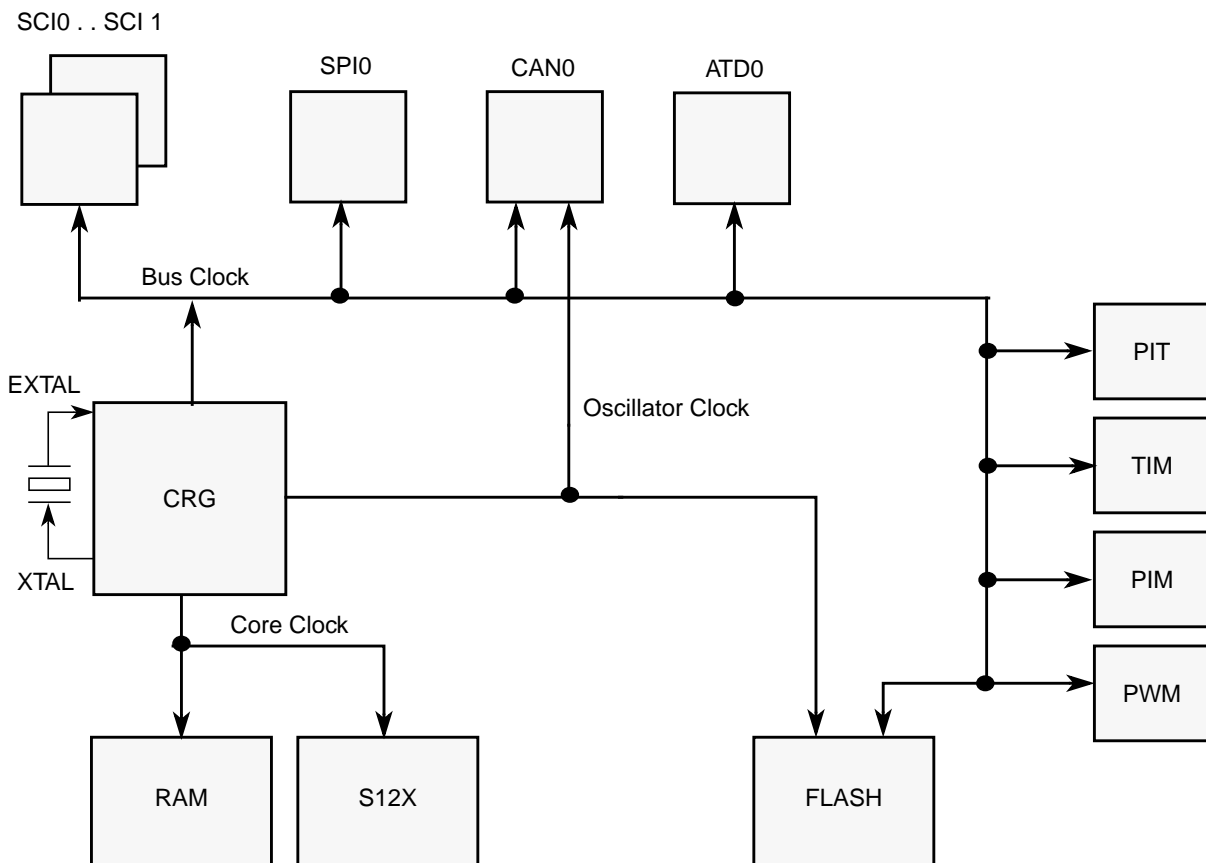 SCI0 . . SCI 1
SPI0
CAN0
ATD0
Bus Clock
PIT
EXTAL
Oscillator Clock
TIM
CRG
XTAL
PIM
Core Clock
PWM
RAM
S12X
FLASH